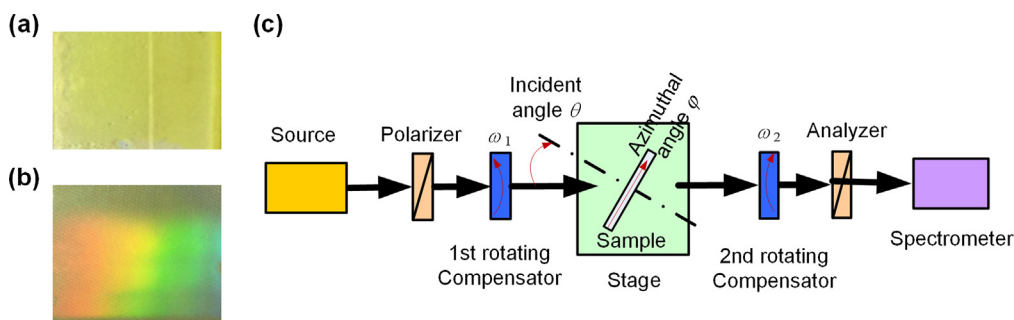 (a)
(b)
(c)
Source
Polarizer
ω1
Incident
angle θ
Azimuthal
angle φ
ω2
Analyzer
1st rotating
Compensator
Sample
Stage
2nd rotating
Compensator
Spectrometer